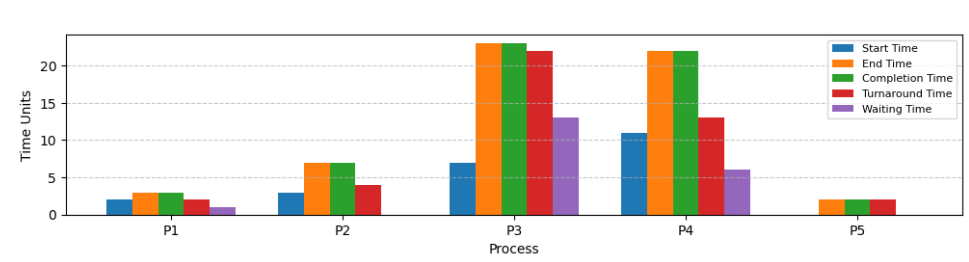 20
15
10
5
0
Time Units
Start Time
End Time
Completion Time
Turnaround Time
Waiting Time
P1 P2 P3 P4 P5
Process